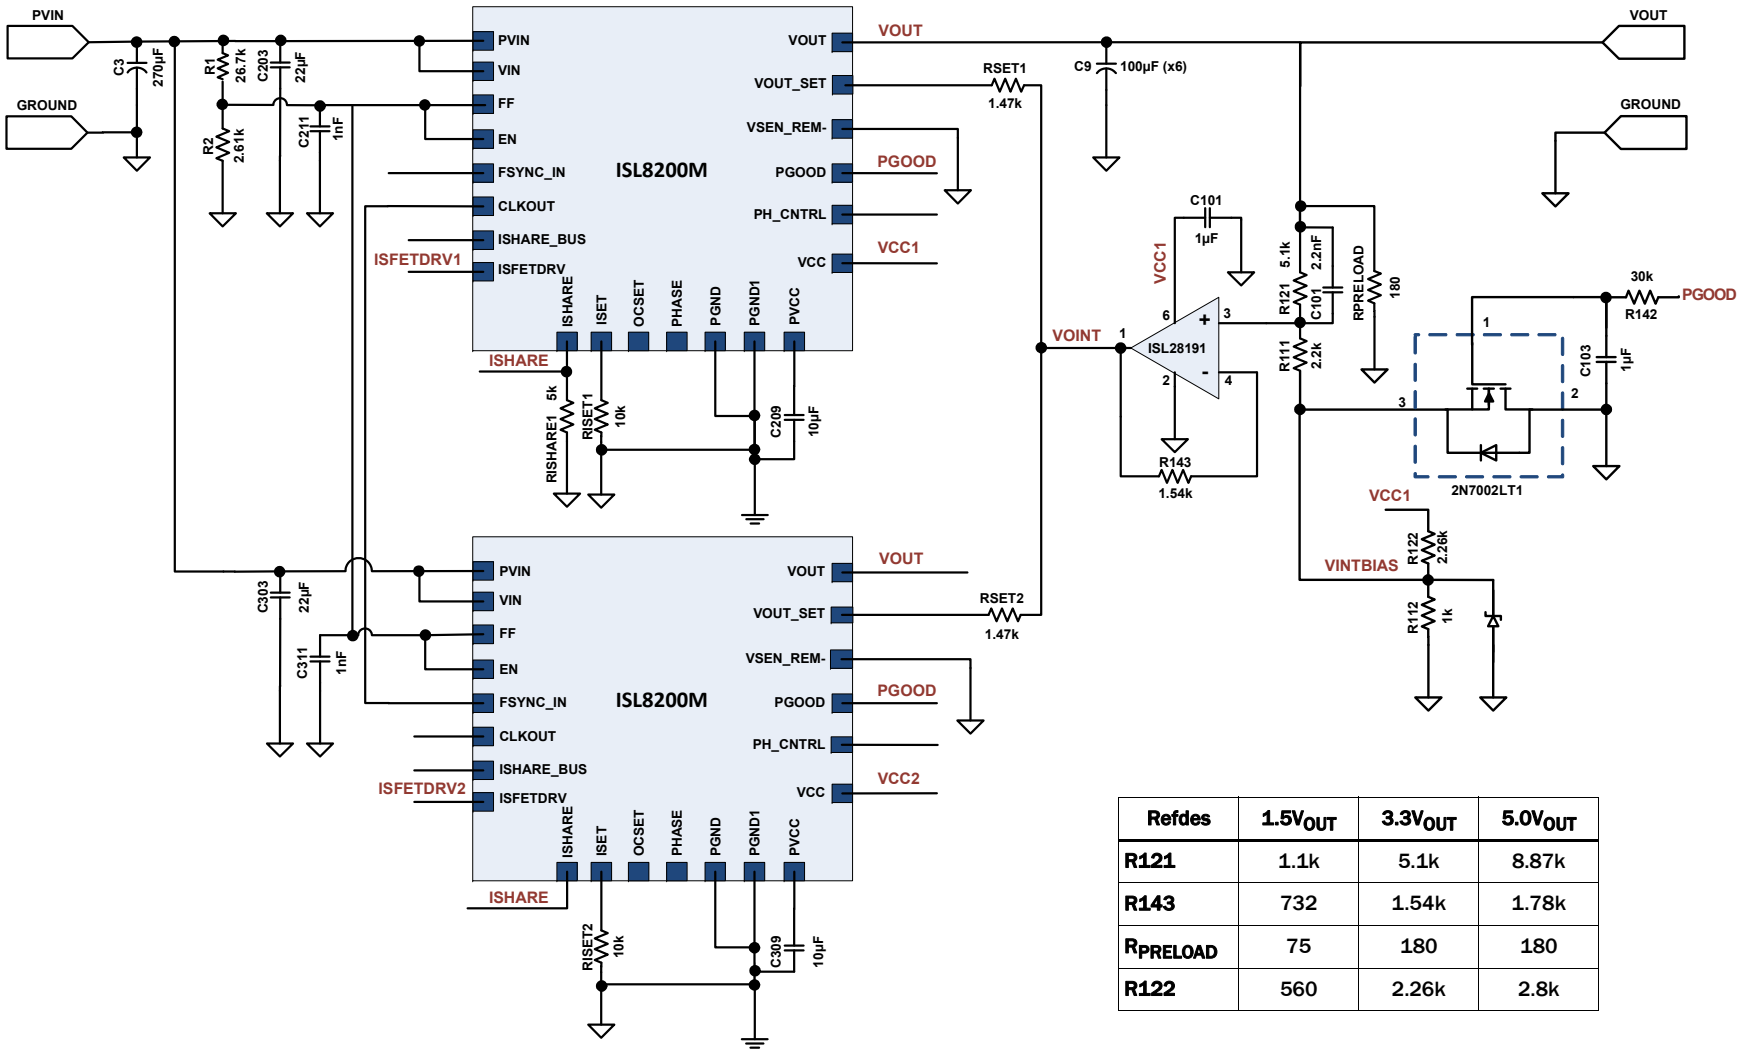 PVIN
GROUND
C3
270µF
R1
26.7k
C203
22µF
R2
2.61k
C211
1nF
PVIN
VIN
FF
EN
FSYNC_IN
CLKOUT
ISHARE_BUS
ISFETDRV
ISFETDRV1
ISL8200M
VOUT
VOUT_SET
VSEN_REM-
PGOOD
PH_CNTRL
VCC
ISHARE
ISET
OCSET
PHASE
PGND
PGND1
PVCC
VOUT
PGOOD
VCC1
ISHARE
RISHARE1
5k
RISET1
10k
C209
10µF
RSET1
1.47k
C9
100µF (x6)
VOUT
GROUND
C101
1µF
VCC1
VOINT
1
6
3
ISL28191
+
-
2
4
R143
1.54k
R121
5.1k
C101
2.2nF
RPRELOAD
180
R111
2.2k
30k
R142
PGOOD
C103
1µF
1
2
3
2N7002LT1
VCC1
R122
2.26k
VINTBIAS
R112
1k
C303
22µF
C311
1nF
PVIN
VIN
FF
EN
FSYNC_IN
CLKOUT
ISHARE_BUS
ISFETDRV
ISFETDRV2
ISL8200M
VOUT
VOUT_SET
VSEN_REM-
PGOOD
PH_CNTRL
VCC
ISHARE
ISET
OCSET
PHASE
PGND
PGND1
PVCC
VOUT
PGOOD
VCC2
RSET2
1.47k
ISHARE
RISET2
10k
C309
10µF
Refdes 1.5VOUT 3.3VOUT 5.0VOUT
R121 1.1k 5.1k 8.87k
R143 732 1.54k 1.78k
RPRELOAD 75 180 180
R122 560 2.26k 2.8k